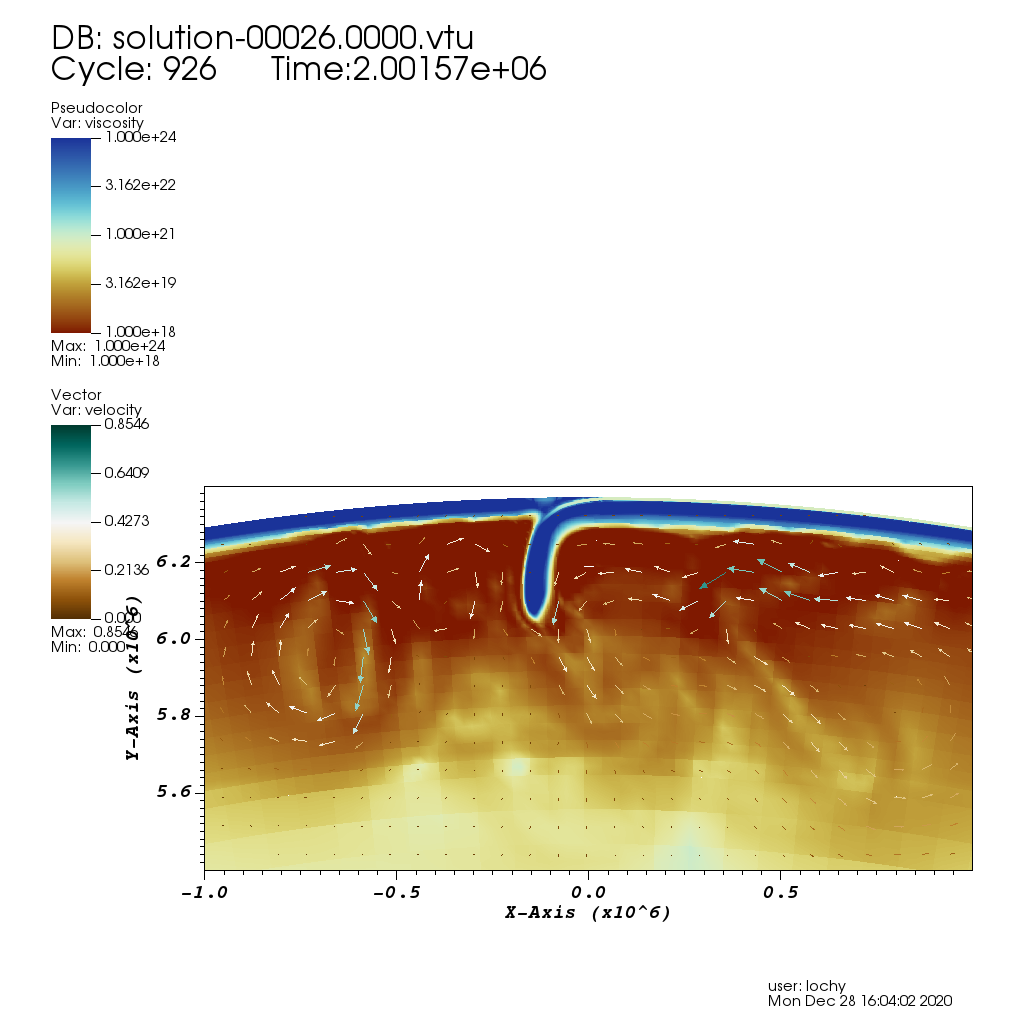 DB: solution-00026.0000.vtu
Cycle: 926 Time:2.00157e+06
Pseudocolor
Var: viscosity
1.000e+24
3.162e+22
1.000e+21
3.162e+19
1.000e+18
Max: 1.000e+24
Min: 1.000e+18
Vector
Var: velocity
0.8546
0.6409
0.4273
0.2136
0.000
Max: 0.8546
Min: 0.000
Y-Axis (x10^6)
6.2
6.0
5.8
5.6
-1.0 -0.5 0.0 0.5
X-Axis (x10^6)
user: lochy
Mon Dec 28 16:04:02 2020